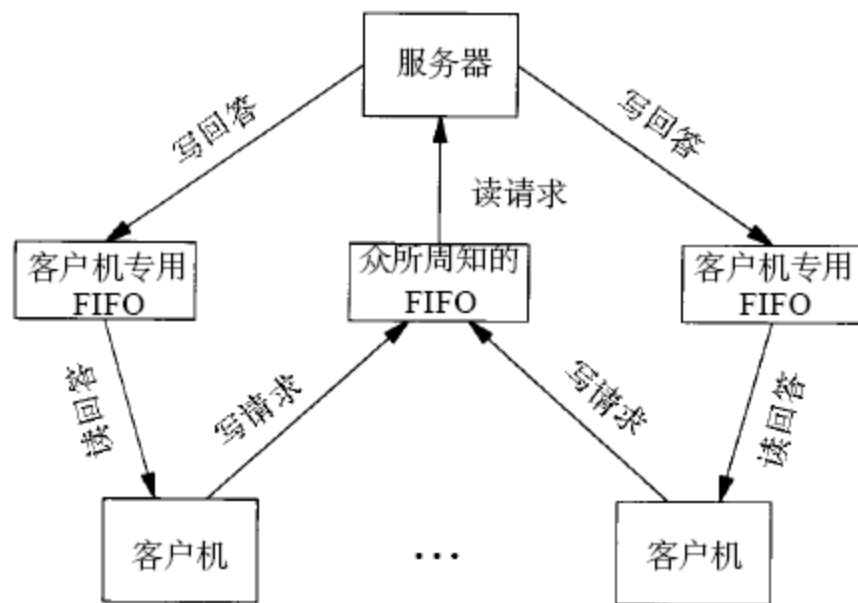 服务器
写回答
写回答
读请求
客户机专用
FIFO
众所周知的
FIFO
客户机专用
FIFO
读回答
写请求
写请求
读回答
客户机
...
客户机